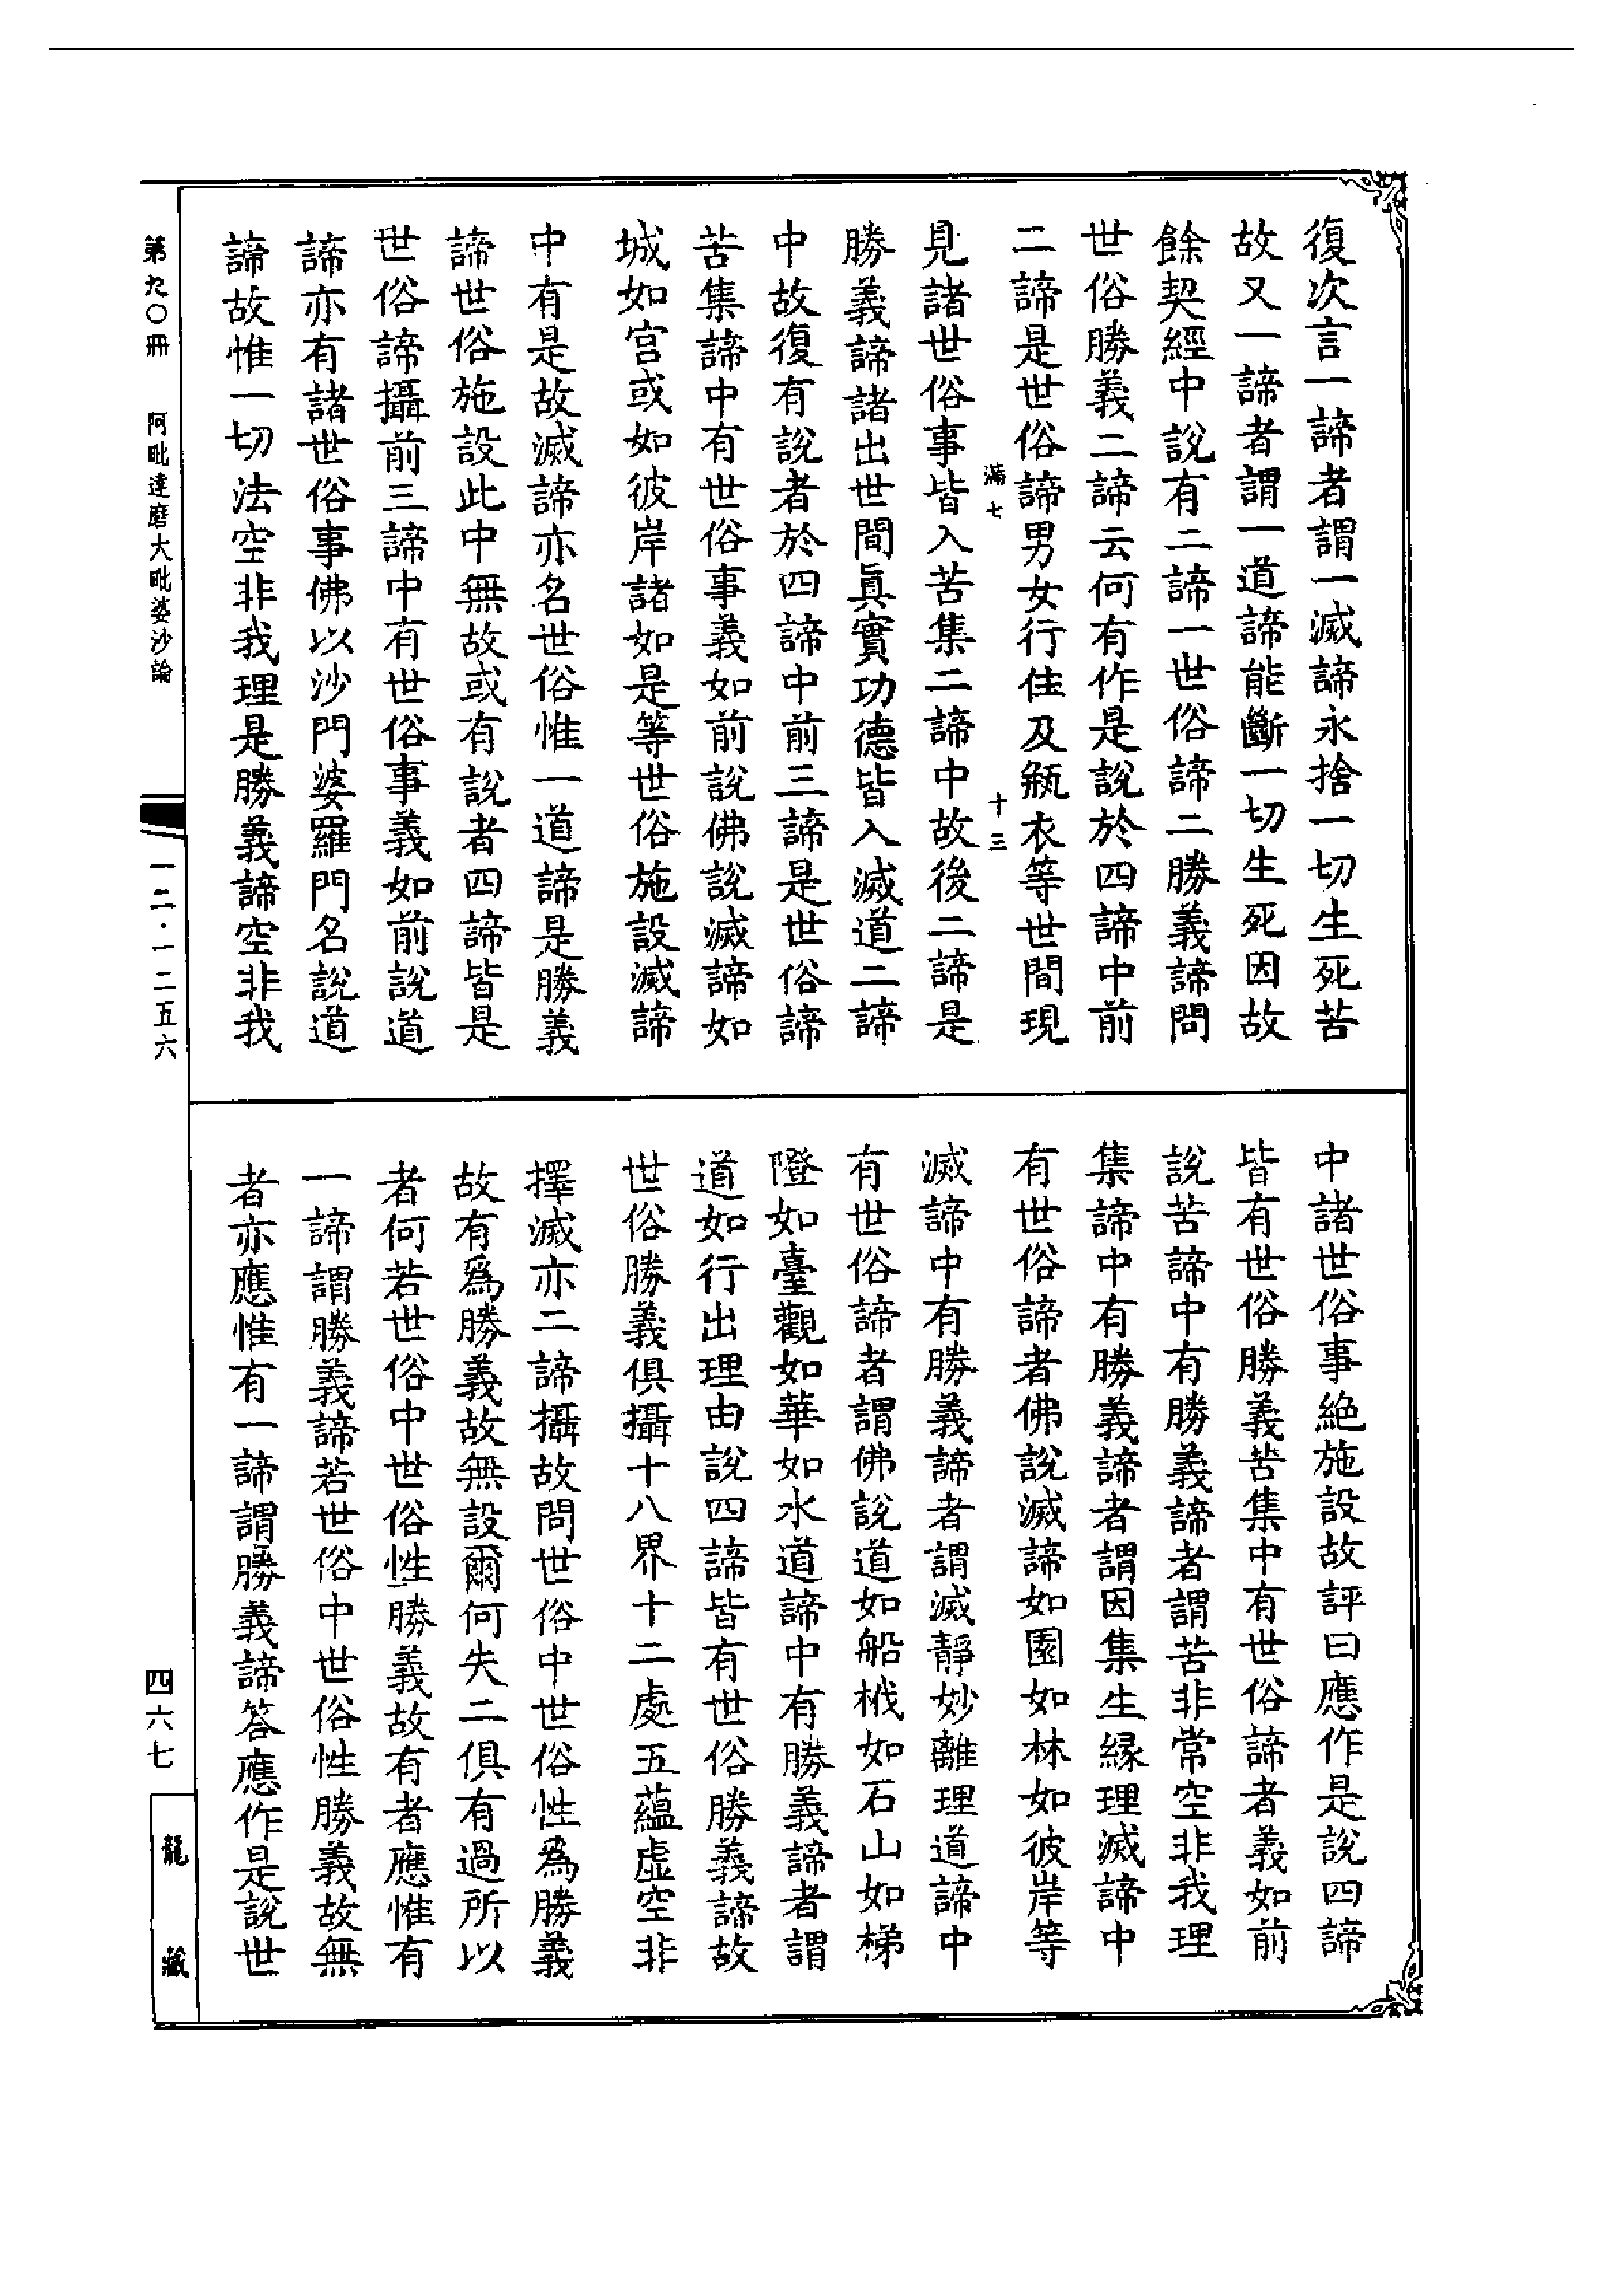 復次言一諦者謂一滅諦永捨一切生死苦
故又一諦者謂一道諦能斷一切生死因故
餘契經中說有二諦一世俗諦二勝義諦問
世俗勝義二諦云何有作是說於四諦中前
二諦是世俗諦男女行住及瓶衣等世間現
滿七 十三
見諸世俗事皆入苦集二諦中故後二諦是
勝義諦諸出世間眞實功德皆入滅道二諦
中故復有說者於四諦中前三諦是世俗諦
苦集諦中有世俗事義如前說佛說滅諦如
城如宮或如彼岸諸如是等世俗施設滅諦
中有是故滅諦亦名世俗惟一道諦是勝義
諦世俗施設此中無故或有說者四諦皆是
世俗諦攝前三諦中有世俗事義如前說道
諦亦有諸世俗事佛以沙門婆羅門名說道
諦故惟一切法空非我理是勝義諦空非我
中諸世俗事絶施設故評曰應作是說四諦
皆有世俗勝義苦集中有世俗諦者義如前
說苦諦中有勝義諦者謂苦非常空非我理
集諦中有勝義諦者謂因集生緣理滅諦中
有世俗諦者佛說滅諦如園如林如彼岸等
滅諦中有勝義諦者謂滅靜妙離理道諦中
有世俗諦者謂佛說道如船栰如石山如梯
隥如臺觀如華如水道諦中有勝義諦者謂
道如行出理由說四諦皆有世俗勝義諦故
世俗勝義俱攝十八界十二處五蘊虛空非
擇滅亦二諦攝故問世俗中世俗性爲勝義
故有爲勝義故無設爾何失二俱有過所以
者何若世俗中世俗性勝義故有者應惟有
一諦謂勝義諦若世俗中世俗性勝義故無
者亦應惟有一諦謂勝義諦答應作是說世
第九〇冊 阿毗達磨大毗婆沙論
一二·一二五六
四六七
龍藏